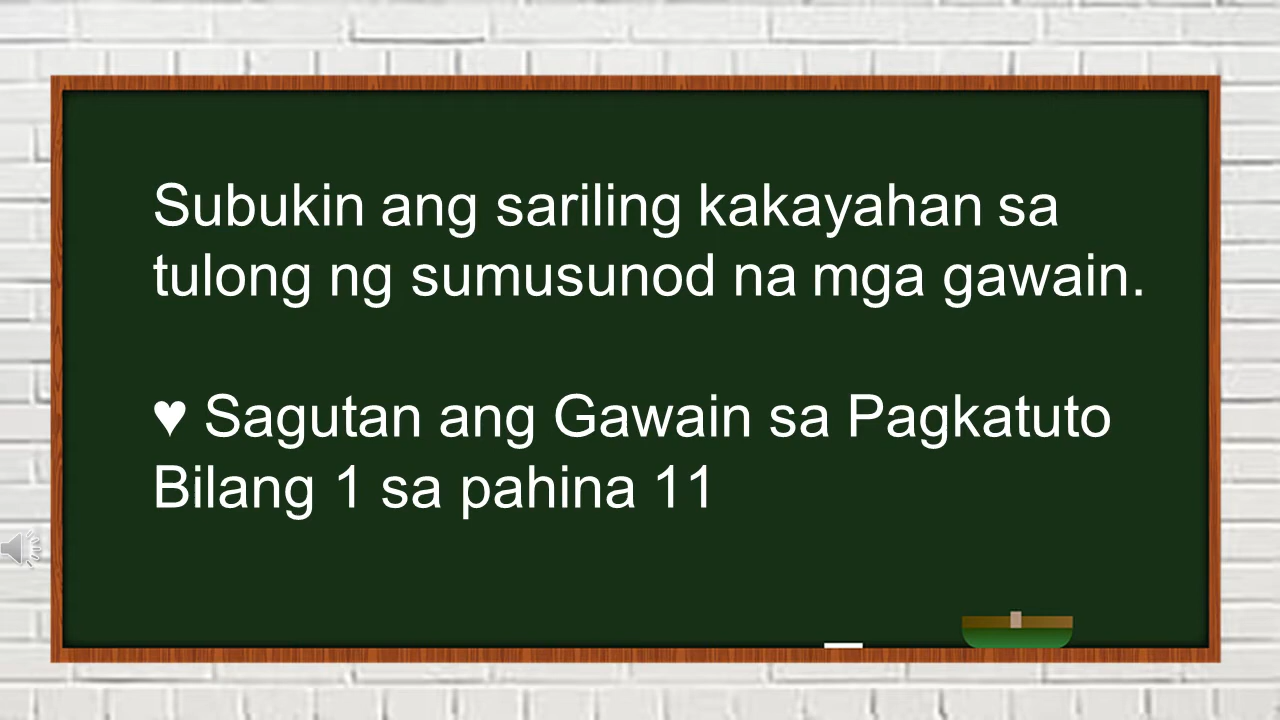 Subukin ang sariling kakayahan sa
tulong ng sumusunod na mga gawain.
♥ Sagutan ang Gawain sa Pagkatuto
Bilang 1 sa pahina 11